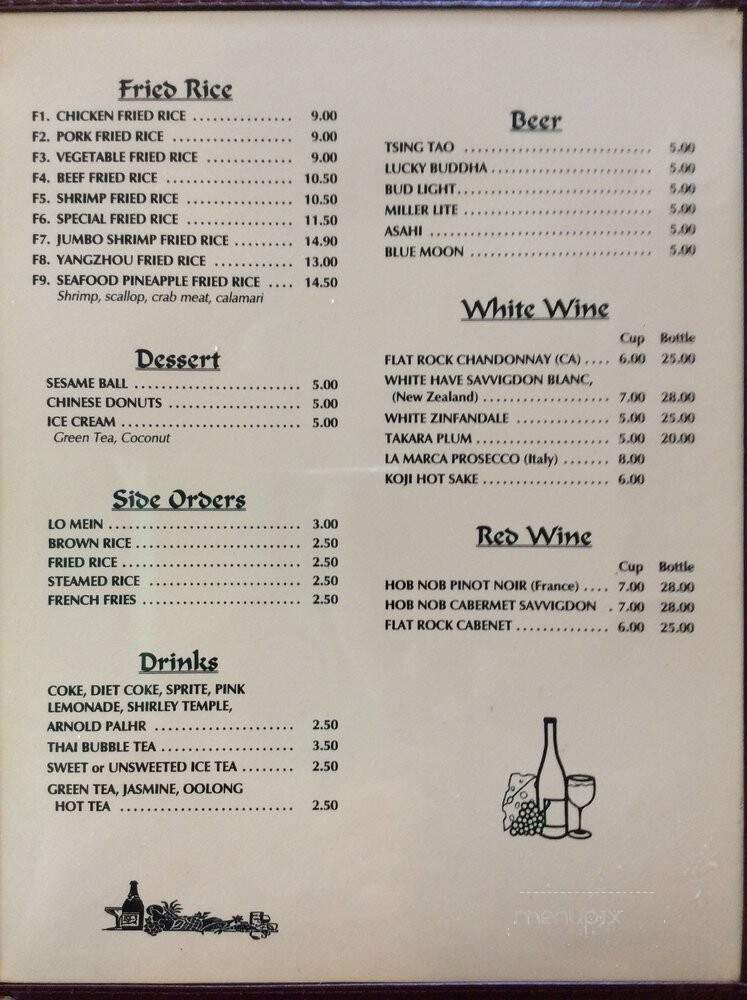 Fried Rice
F1. CHICKEN FRIED RICE ............... 9.00
F2. PORK FRIED RICE .................. 9.00
F3. VEGETABLE FRIED RICE ............. 9.00
F4. BEEF FRIED RICE .................. 10.50
F5. SHRIMP FRIED RICE ................ 10.50
F6. SPECIAL FRIED RICE ............... 11.50
F7. JUMBO SHRIMP FRIED RICE ......... 14.90
F8. YANGZHOU FRIED RICE ............ 13.00
F9. SEAFOOD PINEAPPLE FRIED RICE .... 14.50
Shrimp, scallop, crab meat, calamari
Dessert
SESAME BALL ......................... 5.00
CHINESE DONUTS .................... 5.00
ICE CREAM ........................... 5.00
Green Tea, Coconut
Side Orders
LO MEIN ............................. 3.00
BROWN RICE ......................... 2.50
FRIED RICE ........................... 2.50
STEAMED RICE ....................... 2.50
FRENCH FRIES ........................ 2.50
Drinks
COKE, DIET COKE, SPRITE, PINK
LEMONADE, SHIRLEY TEMPLE,
ARNOLD PALHR ..................... 2.50
THAI BUBBLE TEA .................... 3.50
SWEET or UNSWEETED ICE TEA ........ 2.50
GREEN TEA, JASMINE, OOLONG
HOT TEA .......................... 2.50
Beer
TSING TAO ............................ 5.00
LUCKY BUDDHA ......................... 5.00
BUD LIGHT ............................. 5.00
MILLER LITE ............................ 5.00
ASAHI ................................. 5.00
BLUE MOON ........................... 5.00
White Wine
Cup Bottle
FLAT ROCK CHANDONNAY (CA) .... 6.00 25.00
WHITE HAVE SAVVIGDON BLANC,
(New Zealand) ................... 7.00 28.00
WHITE ZINFANDALE .............. 5.00 25.00
TAKARA PLUM .................... 5.00 20.00
LA MARCA PROSECCO (Italy) ....... 8.00
KOJI HOT SAKE ................... 6.00
Red Wine
Cup Bottle
HOB NOB PINOT NOIR (France) .... 7.00 28.00
HOB NOB CABERMET SAVVIGDON . 7.00 28.00
FLAT ROCK CABENET .............. 6.00 25.00
menupix